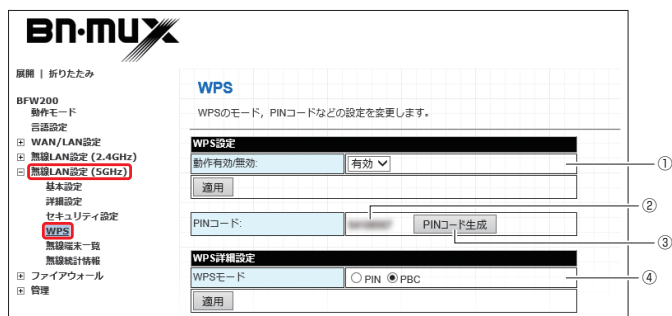 BN-MUX
展開 | 折りたたみ
BFW200
動作モード
言語設定
WAN/LAN設定
無線LAN設定 (2.4GHz)
無線LAN設定 (5GHz)
基本設定
詳細設定
セキュリティ設定
WPS
無線端末一覧
無線統計情報
ファイアウォール
管理
WPS
WPSのモード，PINコードなどの設定を変更します。
WPS設定
動作有効/無効: 有効 ①
適用
②
PINコード: PINコード生成
③
WPS詳細設定
WPSモード PIN PBC ④
適用